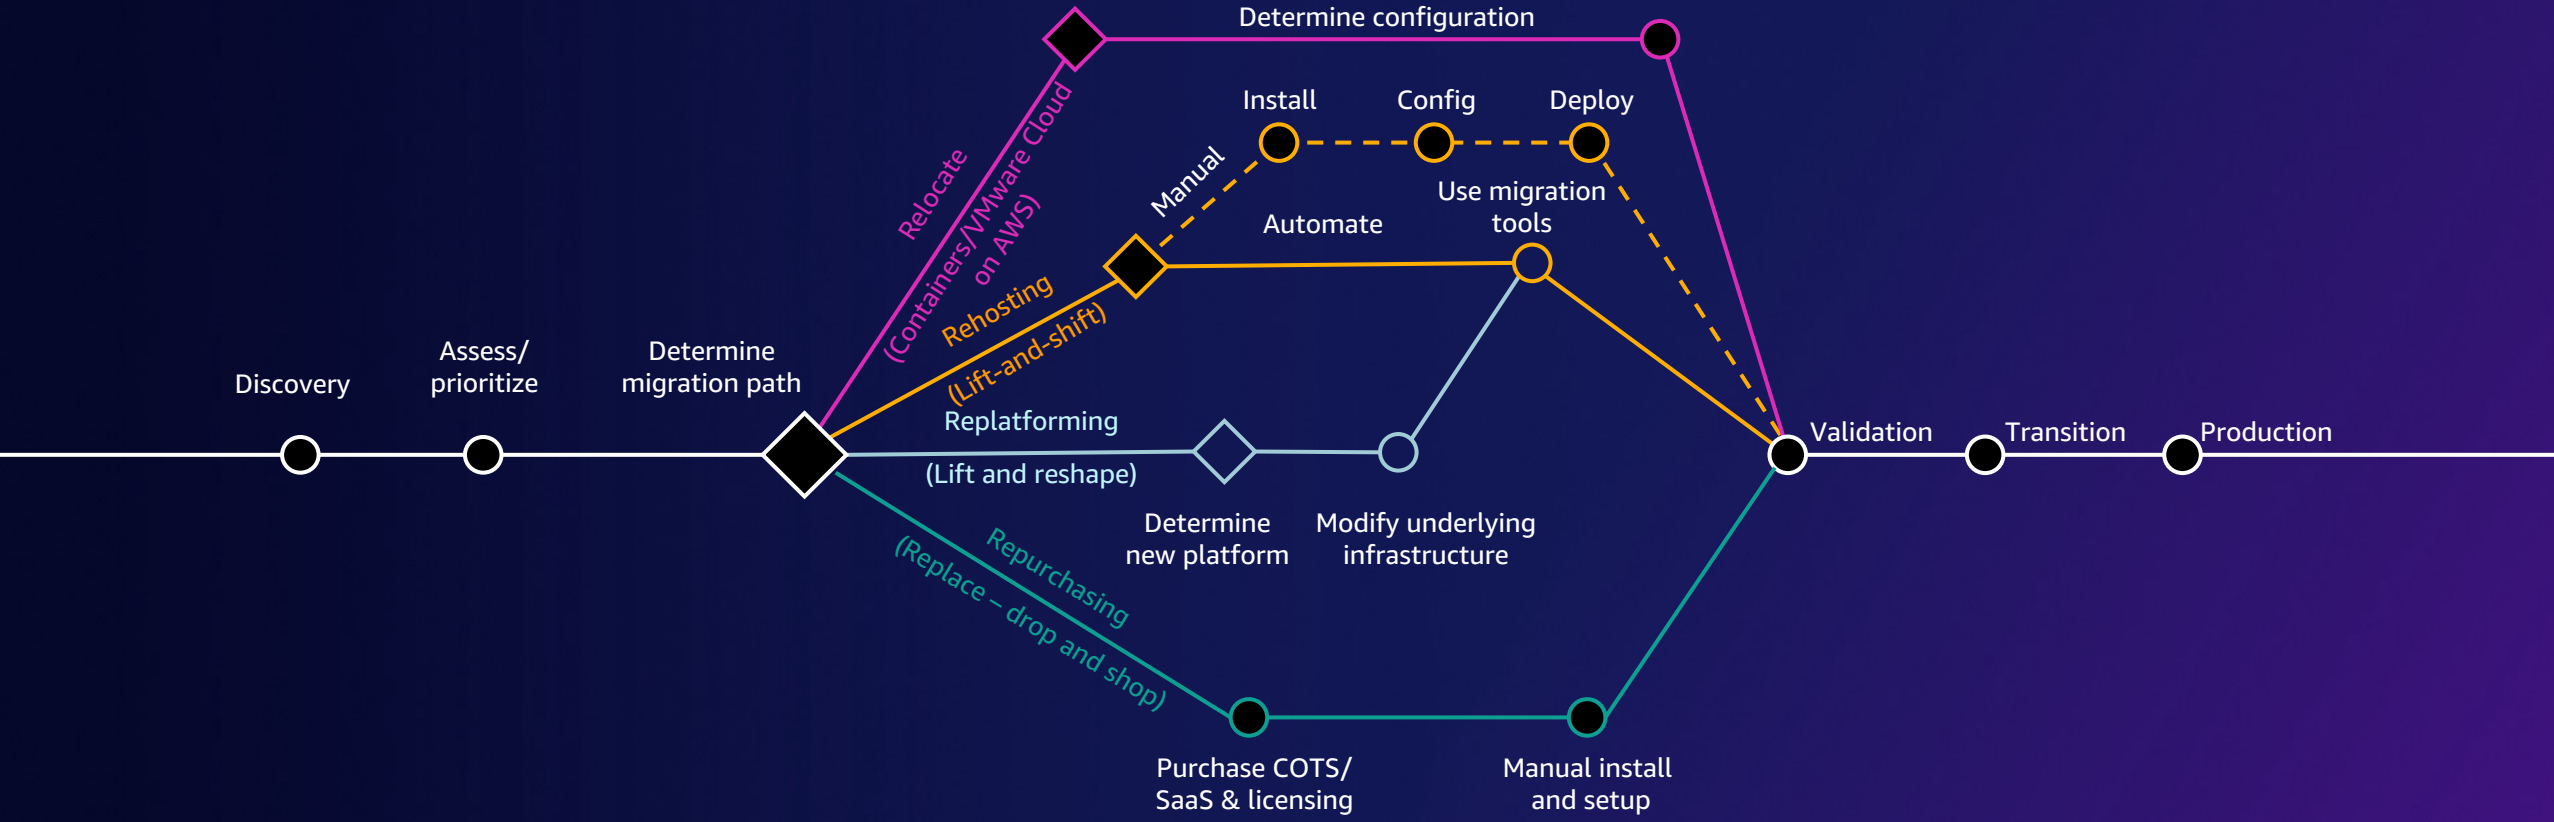 Determine configuration
Install
Config
Deploy
Manual
Use migration
tools
Automate
Relocate
(Containers/VMware Cloud
on AWS)
Rehosting
(Lift-and-shift)
Discovery
Assess/
prioritize
Determine
migration path
Replatforming
(Lift and reshape)
Validation
Transition
Production
Determine
new platform
Modify underlying
infrastructure
Repurchasing
(Replace – drop and shop)
Purchase COTS/
SaaS & licensing
Manual install
and setup